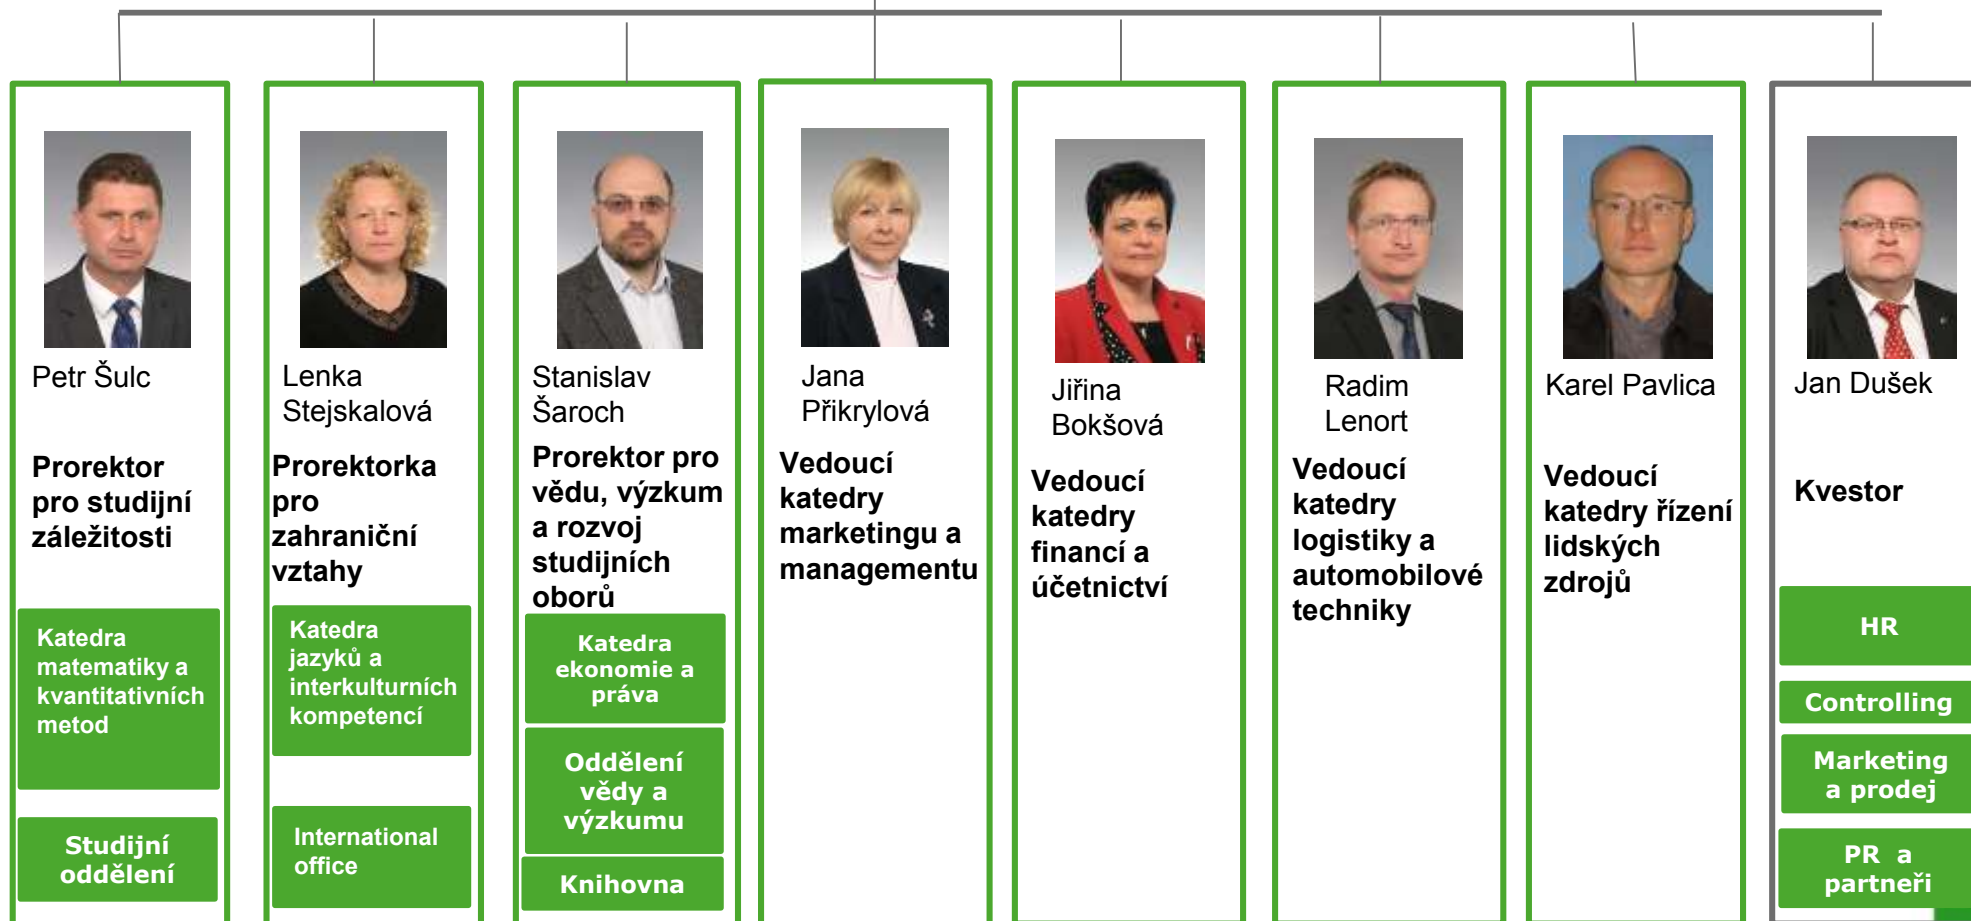 Petr Šulc
Prorektor
pro studijní
záležitosti
Katedra
matematiky a
kvantitativních
metod
Studijní
oddělení
Lenka
Stejskalová
Prorektorka
pro
zahraniční
vztahy
Katedra
jazyků a
interkulturních
kompetencí
International
office
Stanislav
Šaroch
Prorektor pro
vědu, výzkum
a rozvoj
studijních
oborů
Katedra
ekonomie a
práva
Oddělení
vědy a
výzkumu
Knihovna
Jana
Přikrylová
Vedoucí
katedry
marketingu a
managementu
Jiřina
Bokšová
Vedoucí
katedry
financí a
účetnictví
Radim
Lenort
Vedoucí
katedry
logistiky a
automobilové
techniky
Karel Pavlica
Vedoucí
katedry řízení
lidských
zdrojů
Jan Dušek
Kvestor
HR
Controlling
Marketing
a prodej
PR a
partneři